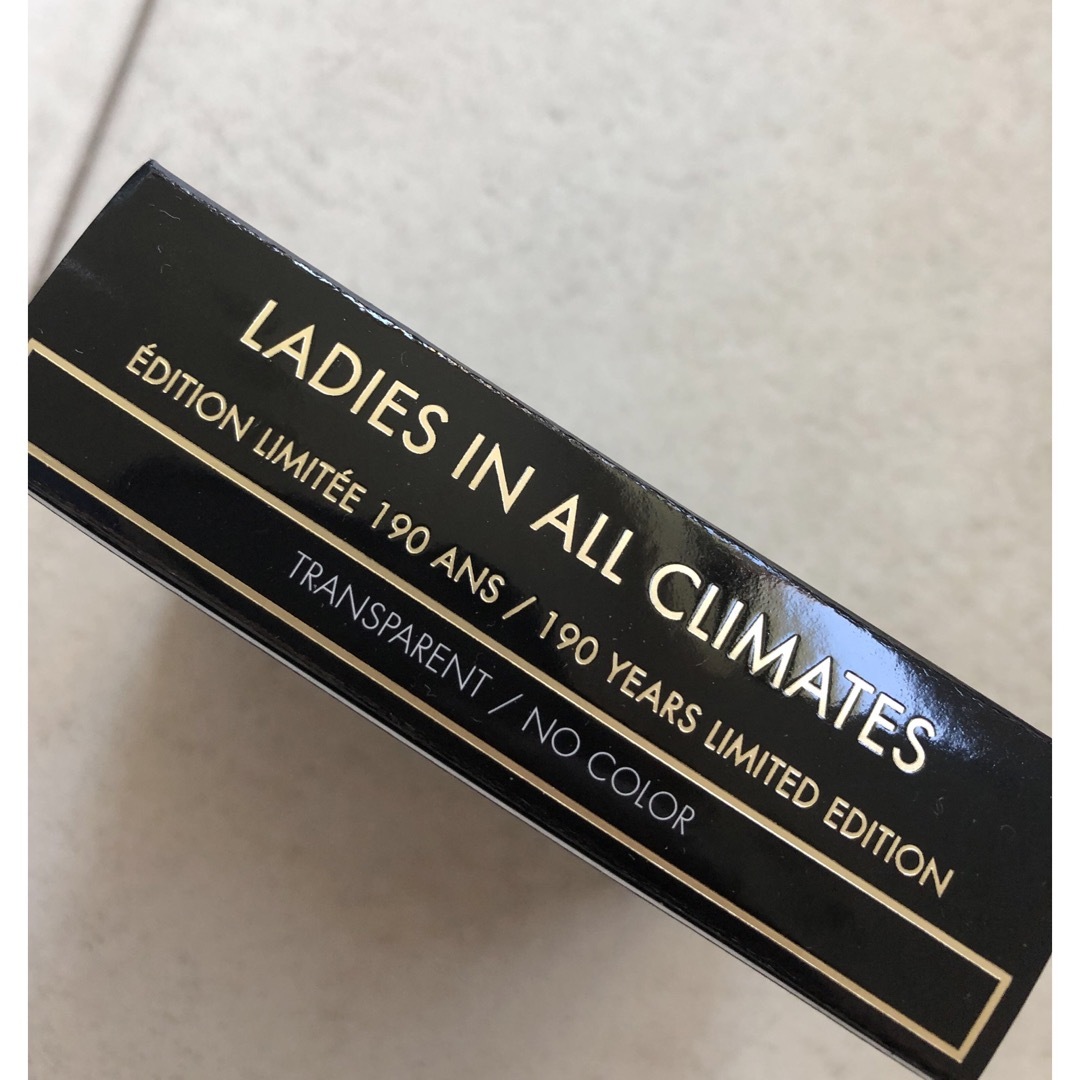 LADIES IN ALL CLIMATES
ÉDITION LIMITÉE 190 ANS / 190 YEARS LIMITED EDITION
TRANSPARENT / NO COLOR